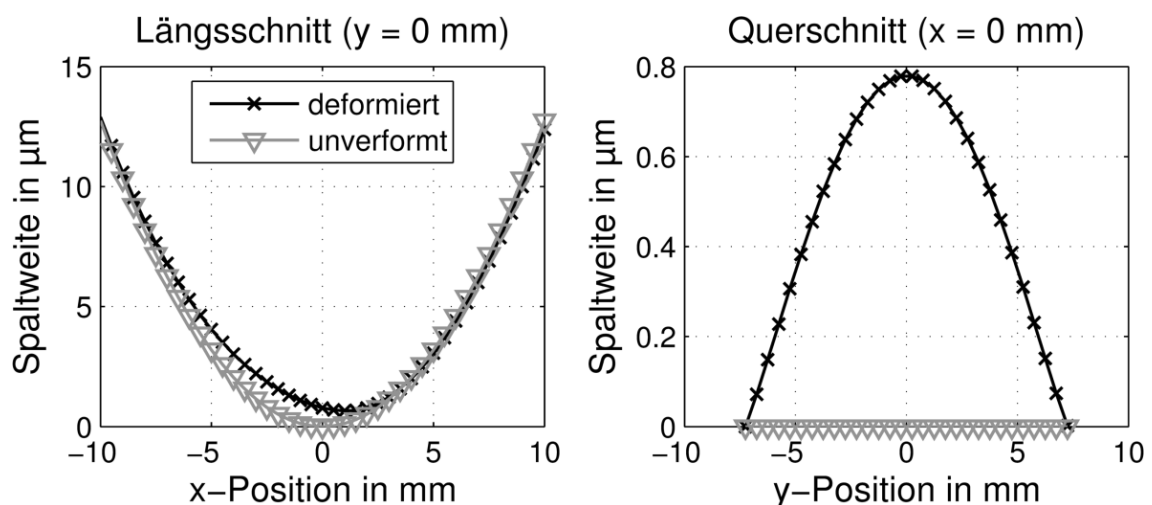 Längsschnitt (y = 0 mm)
15
10
5
0
Spaltweite in µm
deformiert
unverformt
−10 −5 0 5 10
x−Position in mm
Querschnitt (x = 0 mm)
0.8
0.6
0.4
0.2
0
Spaltweite in µm
−10 −5 0 5 10
y−Position in mm